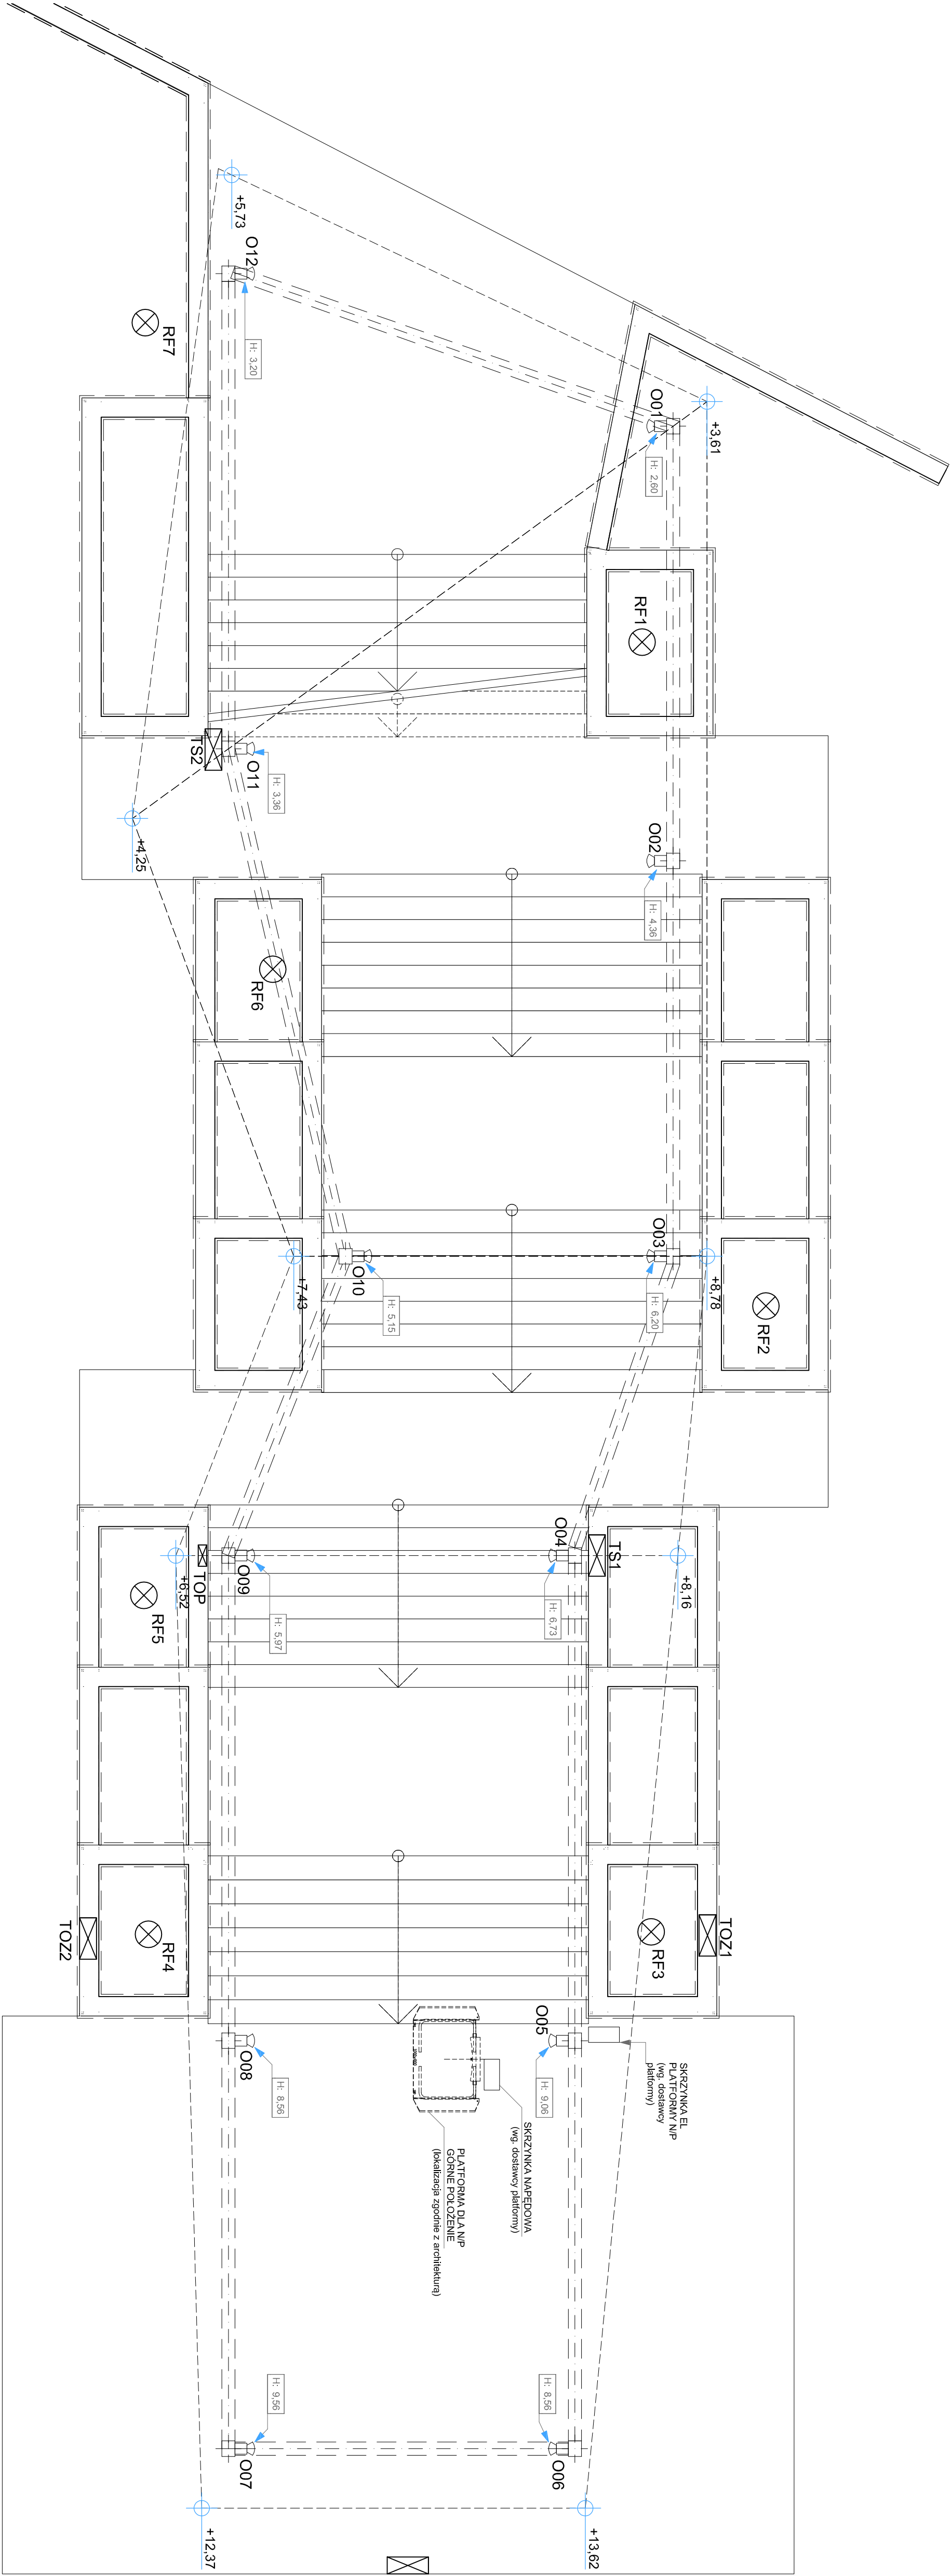 +5,73
O12
H: 3,20
RF7
+3,61
O01
H: 2,60
RF1
TS2
O11
H: 3,36
+4,25
O02
H: 4,36
RF6
O03
H: 6,20
+8,78
RF2
O10
H: 5,15
+7,43
O04
TS1
H: 6,73
+8,16
O09
H: 5,97
TOP
+6,52
RF5
TOZ1
RF3
RF4
TOZ2
O05
H: 9,06
O08
H: 8,56
SKRZYNKA EL
PLATFORMY N/P
(wg. dostawcy
platformy)
SKRZYNKA NAPĘDOWA
(wg. dostawcy platformy)
PLATFORMA DLA N/P
GÓRNE POŁOŻENIE
(lokalizacja zgodnie z architekturą)
H: 8,56
O06
H: 9,56
O07
+13,62
+12,37